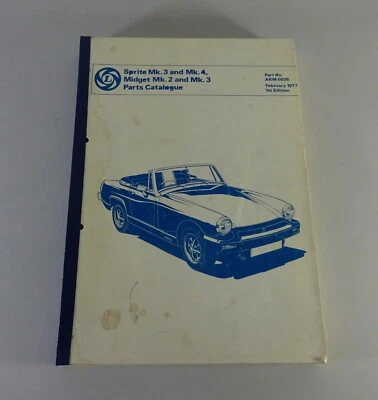 L
Sprite Mk.3 and Mk.4,
Midget Mk.2 and Mk.3
Parts Catalogue
Part No.
AKM 0036
February 1977
1st Edition